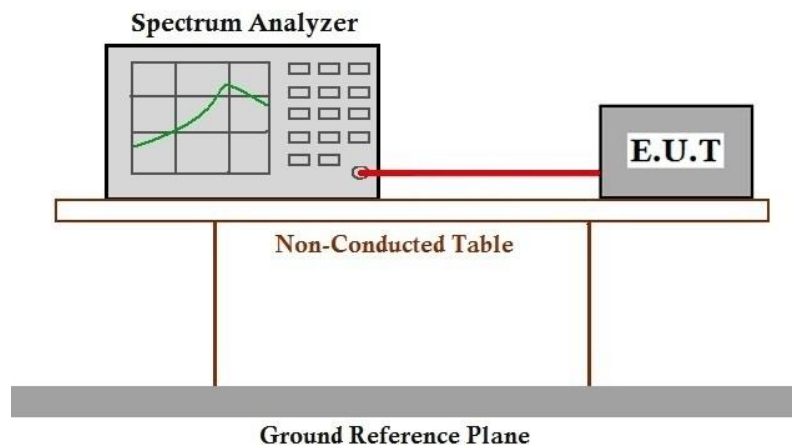 Spectrum Analyzer
E.U.T
Non-Conducted Table
Ground Reference Plane